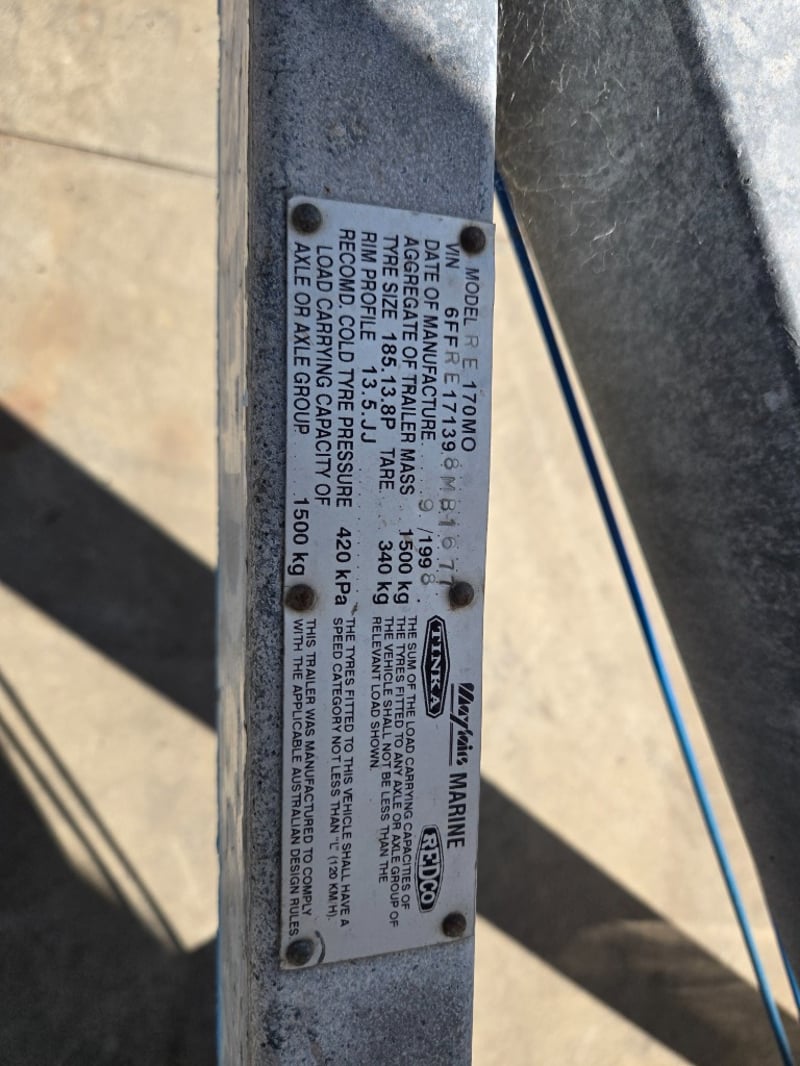 MODEL RE 170MO
VIN 6FFRE171398MB1677
DATE OF MANUFACTURE 9 /1998
AGGREGATE OF TRAILER MASS 1500 kg
TYRE SIZE 185.13.8P TARE 340 kg
RIM PROFILE 13.5.JJ
RECOMD. COLD TYRE PRESSURE 420 kPa
LOAD CARRYING CAPACITY OF
AXLE OR AXLE GROUP 1500 kg
MARINE
TINKA REDCO
THE SUM OF THE LOAD CARRYING CAPACITIES OF
THE TYRES FITTED TO ANY AXLE OR AXLE GROUP OF
THE VEHICLE SHALL NOT BE LESS THAN THE
RELEVANT LOAD SHOWN.
THE TYRES FITTED TO THIS VEHICLE SHALL HAVE A
SPEED CATEGORY NOT LESS THAN "L" (120 KM/H).
THIS TRAILER WAS MANUFACTURED TO COMPLY
WITH THE APPLICABLE AUSTRALIAN DESIGN RULES